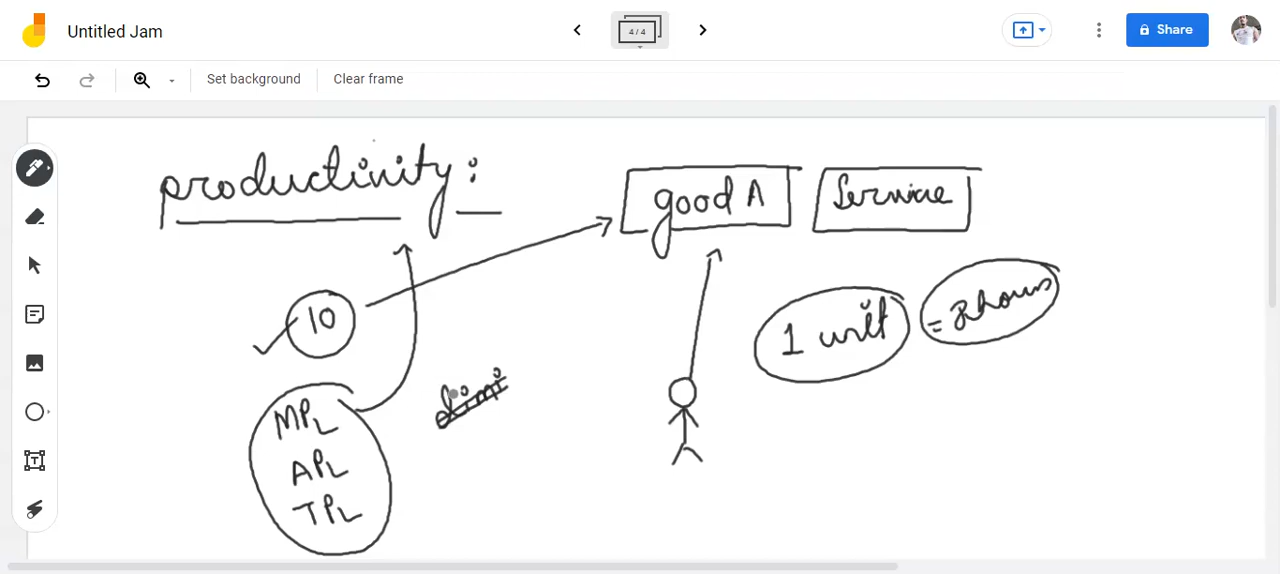 Untitled Jam
4 / 4
Share
Set background
Clear frame
productivity:
good A
Service
10
1 unit
hours
MPL
APL
TPL